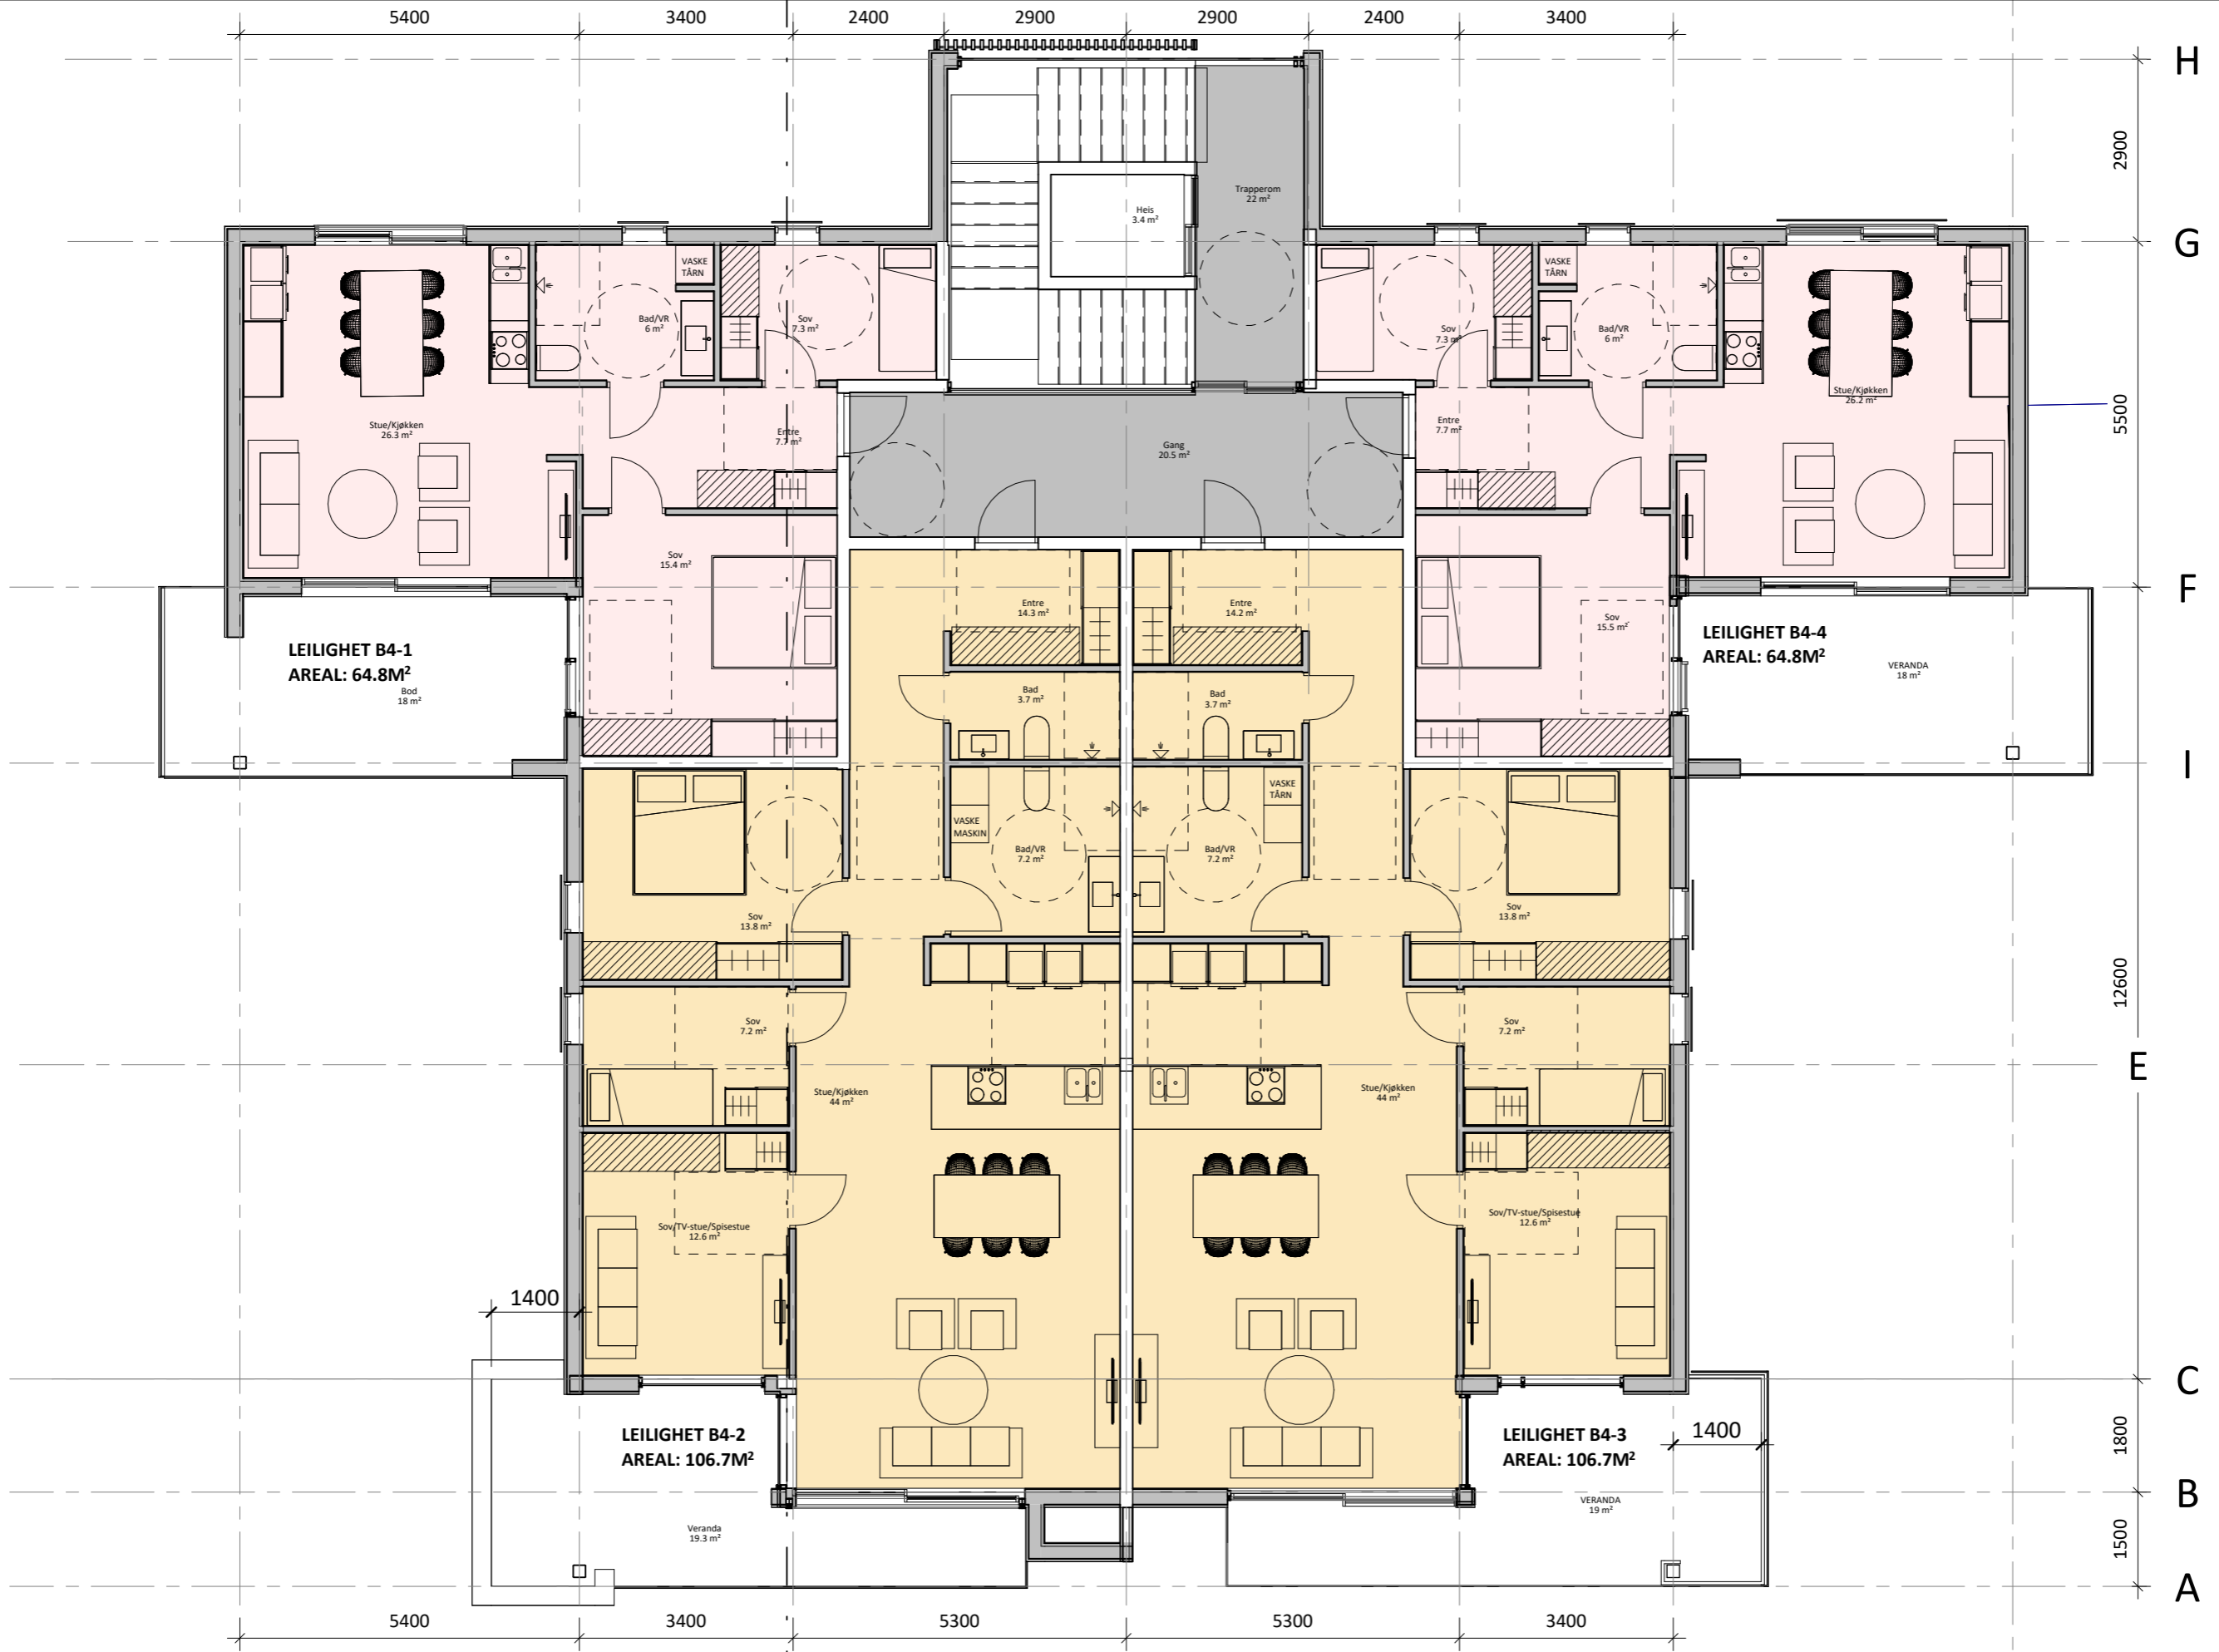 5400
3400
2400
2900
2900
2400
3400
H
2900
Trapperom
22 m²
Heis
3.4 m²
G
VASKE
TÅRN
VASKE
TÅRN
Bad/VR
6 m²
Sov
7.3 m²
Sov
7.3 m²
Bad/VR
6 m²
Stue/Kjøkken
26.3 m²
Entre
7.7 m²
Gang
20.5 m²
Entre
7.7 m²
Stue/Kjøkken
26.2 m²
5500
Sov
15.4 m²
F
Entre
14.3 m²
Entre
14.2 m²
Sov
15.5 m²
LEILIGHET B4-1
AREAL: 64.8M²
Bod
18 m²
LEILIGHET B4-4
AREAL: 64.8M²
VERANDA
18 m²
Bad
3.7 m²
Bad
3.7 m²
I
VASKE
MASKIN
VASKE
TÅRN
Bad/VR
7.2 m²
Bad/VR
7.2 m²
Sov
13.8 m²
Sov
13.8 m²
12600
Sov
7.2 m²
Sov
7.2 m²
E
Stue/Kjøkken
44 m²
Stue/Kjøkken
44 m²
Sov/TV-stue/Spisestue
12.6 m²
Sov/TV-stue/Spisestue
12.6 m²
1400
C
LEILIGHET B4-2
AREAL: 106.7M²
LEILIGHET B4-3
AREAL: 106.7M²
1400
1800
B
Veranda
19.3 m²
VERANDA
19 m²
1500
A
5400
3400
5300
5300
3400